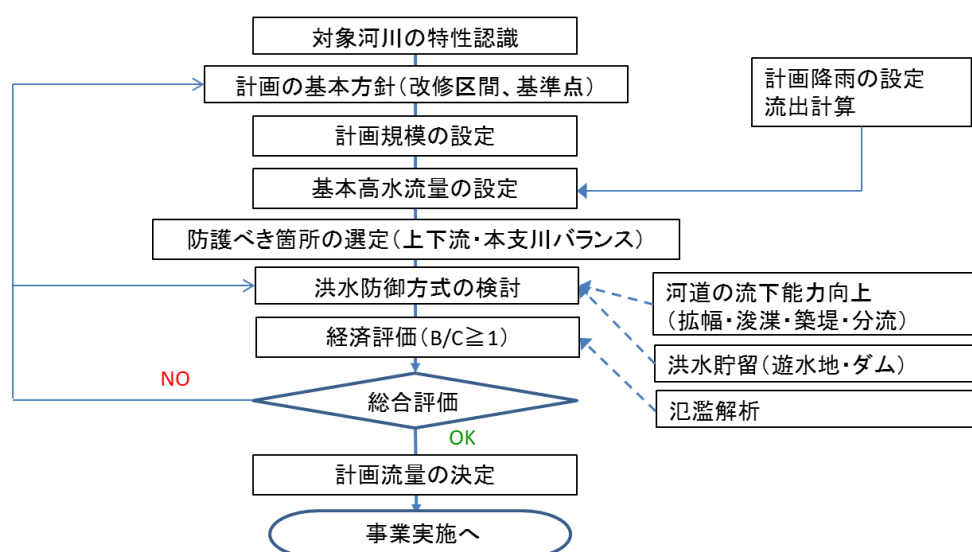 対象河川の特性認識
計画の基本方針（改修区間、基準点）
計画降雨の設定
流出計算
計画規模の設定
基本高水流量の設定
防護べき箇所の選定（上下流・本支川バランス）
洪水防御方式の検討
河道の流下能力向上
（拡幅・浚渫・築堤・分流）
経済評価（B/C≧1）
洪水貯留（遊水地・ダム）
NO
総合評価
氾濫解析
OK
計画流量の決定
事業実施へ